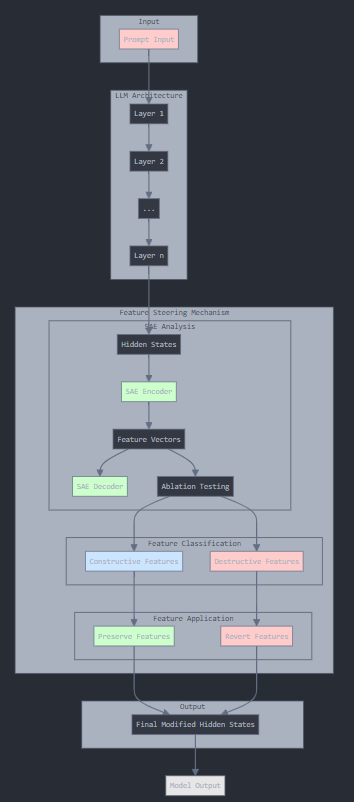 Input
Prompt Input
LLM Architecture
Layer 1
Layer 2
...
Layer n
Feature Steering Mechanism
SAE Analysis
Hidden States
SAE Encoder
Feature Vectors
SAE Decoder
Ablation Testing
Feature Classification
Constructive Features
Destructive Features
Feature Application
Preserve Features
Revert Features
Output
Final Modified Hidden States
Model Output